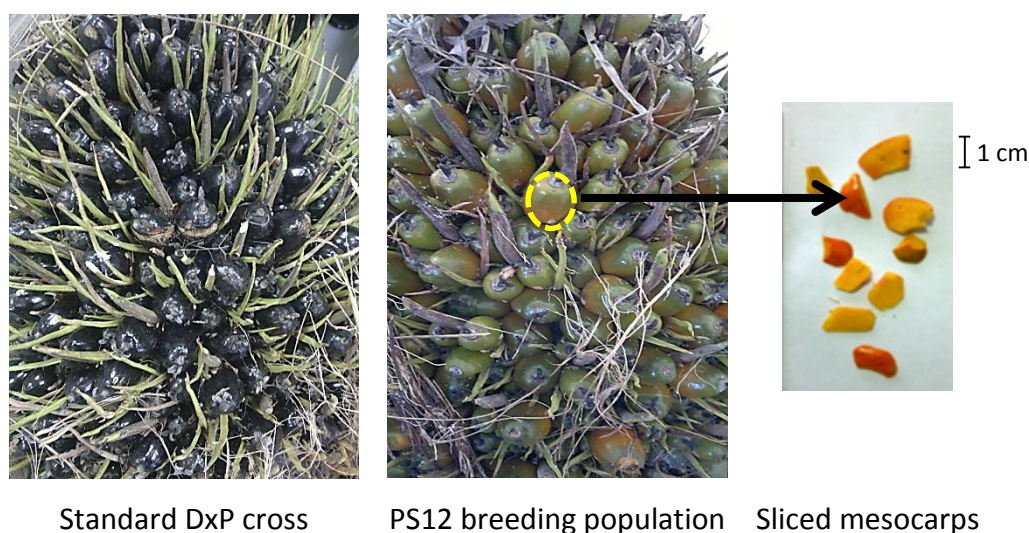 1 cm
Standard DxP cross
PS12 breeding population
Sliced mesocarps